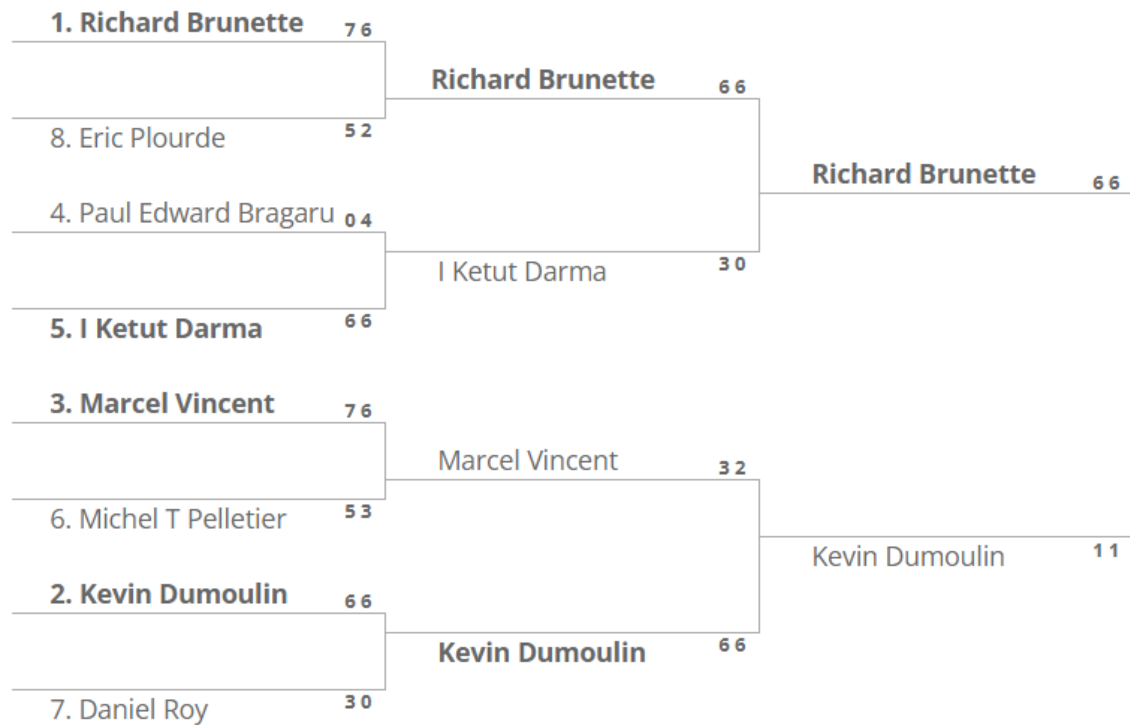 1. Richard Brunette 7 6
Richard Brunette 6 6
8. Eric Plourde 5 2
Richard Brunette 6 6
4. Paul Edward Bragaru 0 4
I Ketut Darma 3 0
5. I Ketut Darma 6 6
3. Marcel Vincent 7 6
Marcel Vincent 3 2
6. Michel T Pelletier 5 3
Kevin Dumoulin 1 1
2. Kevin Dumoulin 6 6
Kevin Dumoulin 6 6
7. Daniel Roy 3 0